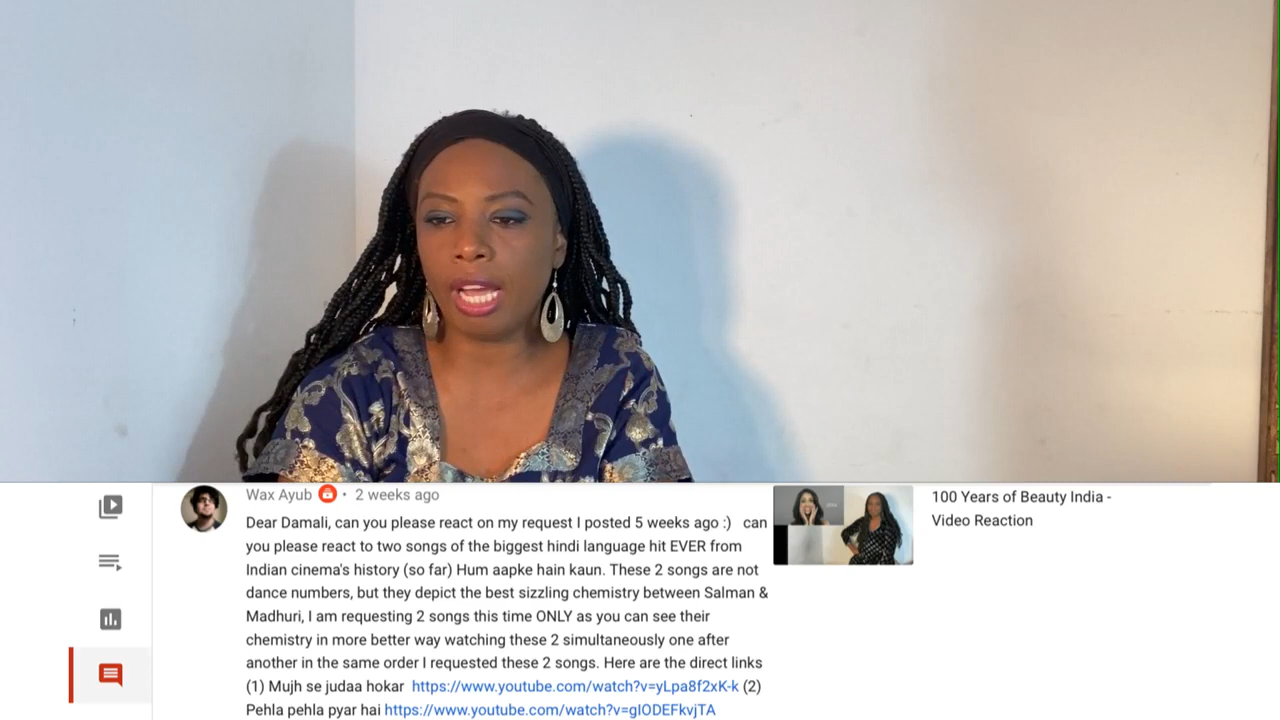 Wax Ayub • 2 weeks ago
Dear Damali, can you please react on my request I posted 5 weeks ago :) can
you please react to two songs of the biggest hindi language hit EVER from
Indian cinema's history (so far) Hum aapke hain kaun. These 2 songs are not
dance numbers, but they depict the best sizzling chemistry between Salman &
Madhuri, I am requesting 2 songs this time ONLY as you can see their
chemistry in more better way watching these 2 simultaneously one after
another in the same order I requested these 2 songs. Here are the direct links
(1) Mujh se judaa hokar https://www.youtube.com/watch?v=yLpa8f2xK-k (2)
Pehla pehla pyar hai https://www.youtube.com/watch?v=glODEFkvjTA
100 Years of Beauty India -
Video Reaction